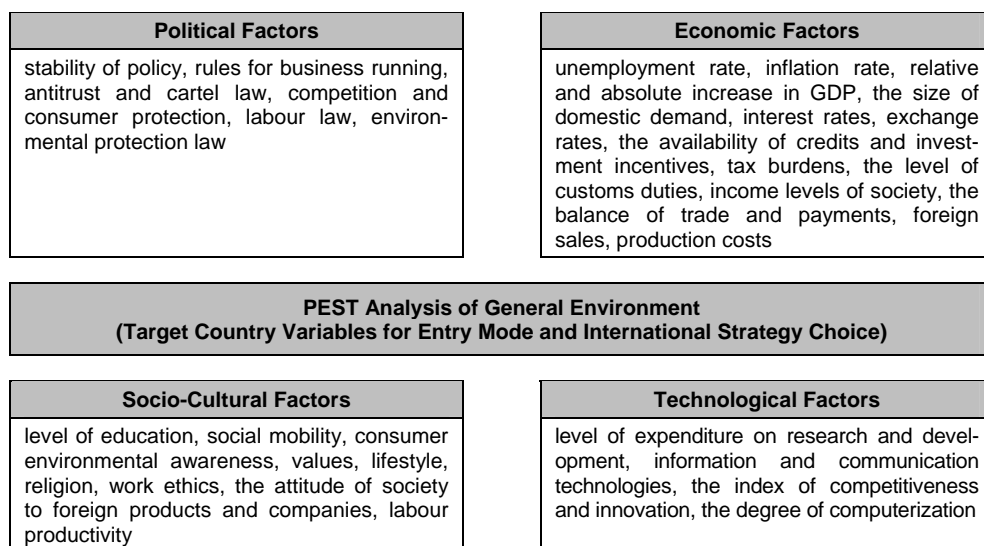 Political Factors
stability of policy, rules for business running,
antitrust and cartel law, competition and
consumer protection, labour law, environ-
mental protection law
Economic Factors
unemployment rate, inflation rate, relative
and absolute increase in GDP, the size of
domestic demand, interest rates, exchange
rates, the availability of credits and invest-
ment incentives, tax burdens, the level of
customs duties, income levels of society, the
balance of trade and payments, foreign
sales, production costs
PEST Analysis of General Environment
(Target Country Variables for Entry Mode and International Strategy Choice)
Socio-Cultural Factors
level of education, social mobility, consumer
environmental awareness, values, lifestyle,
religion, work ethics, the attitude of society
to foreign products and companies, labour
productivity
Technological Factors
level of expenditure on research and devel-
opment, information and communication
technologies, the index of competitiveness
and innovation, the degree of computerization